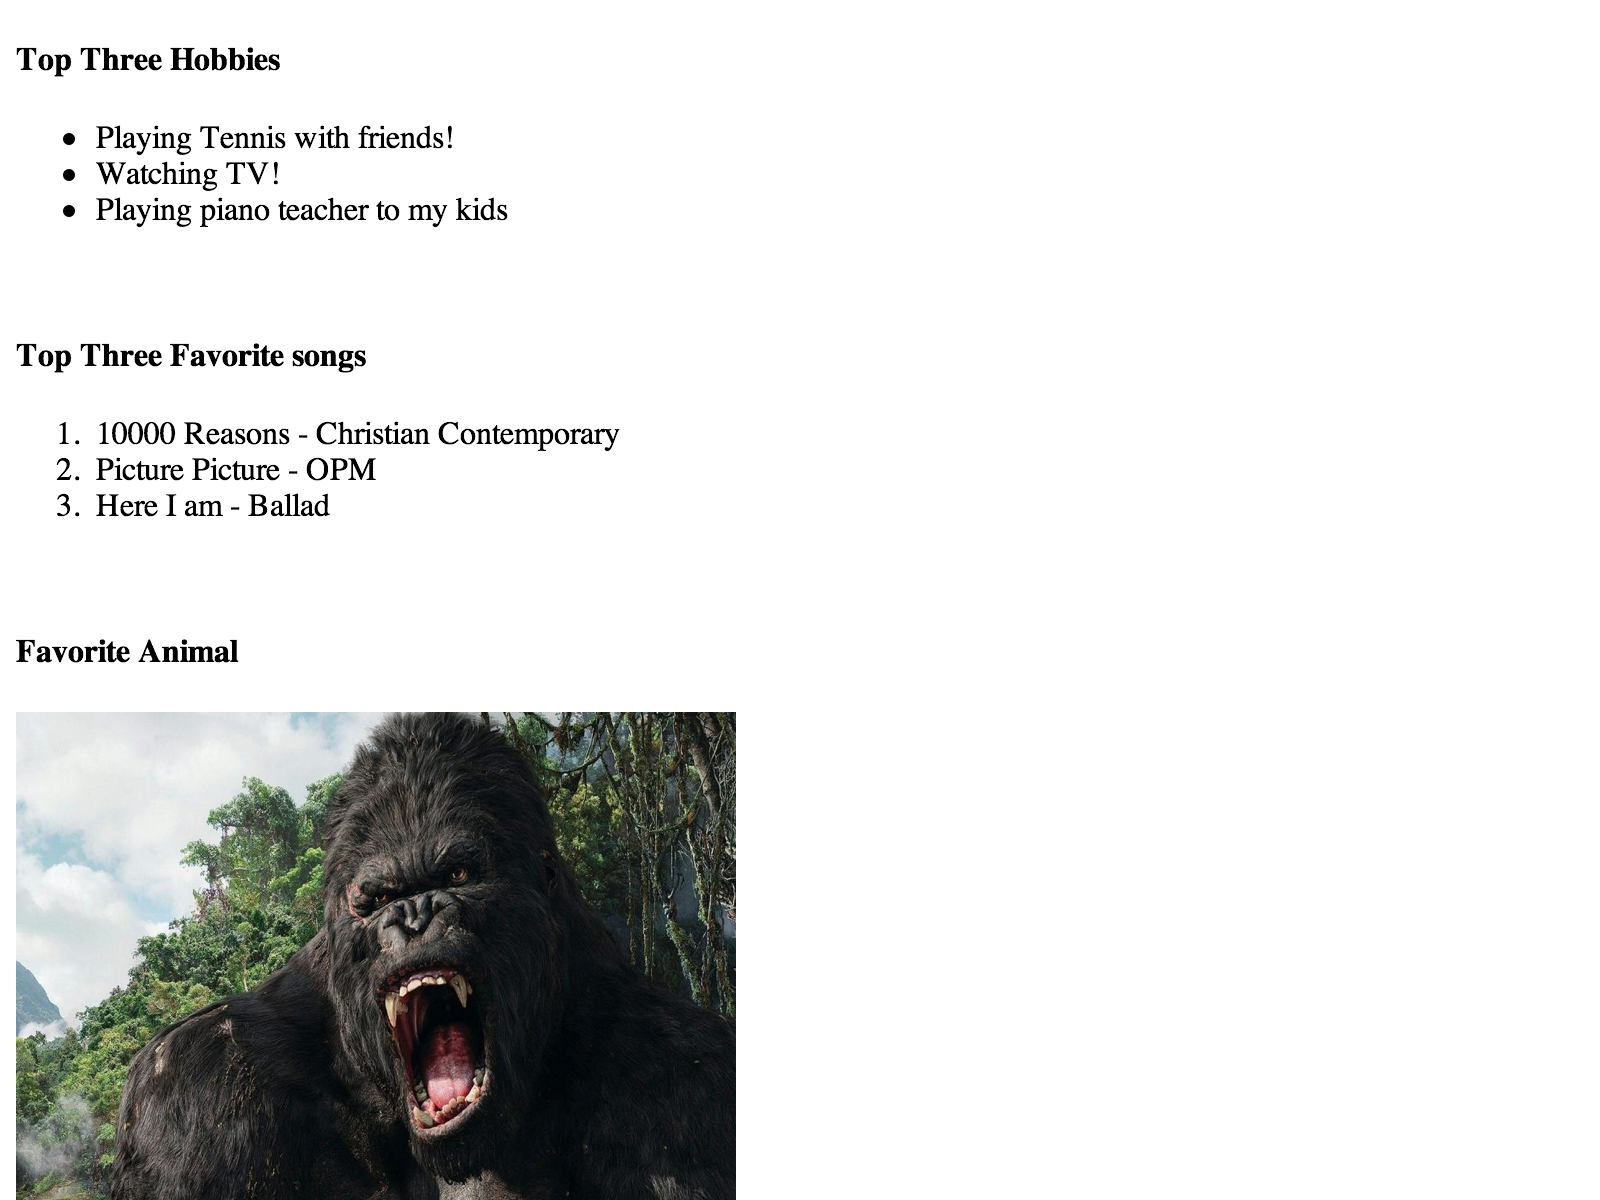 Top Three Hobbies
• Playing Tennis with friends!
• Watching TV!
• Playing piano teacher to my kids
Top Three Favorite songs
1. 10000 Reasons - Christian Contemporary
2. Picture Picture - OPM
3. Here I am - Ballad
Favorite Animal